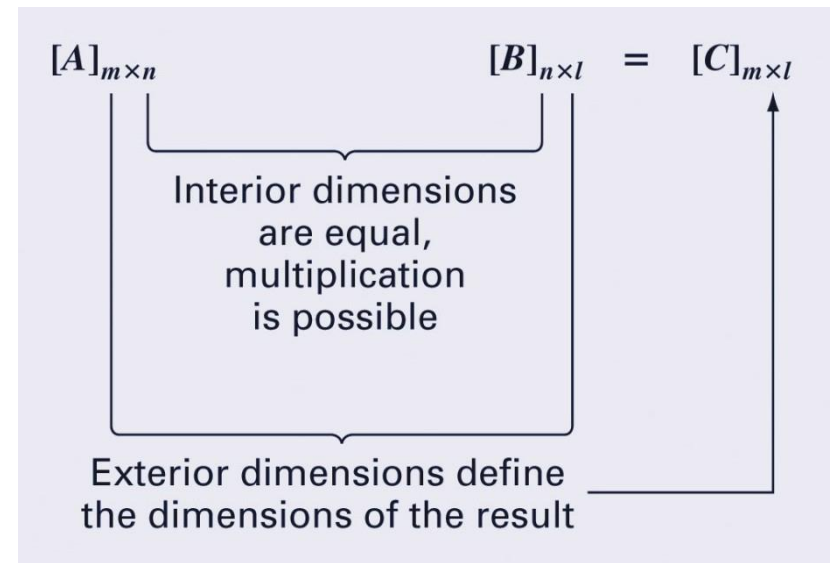 [A]m×n [B]n×l = [C]m×l
Interior dimensions
are equal,
multiplication
is possible
Exterior dimensions define
the dimensions of the result